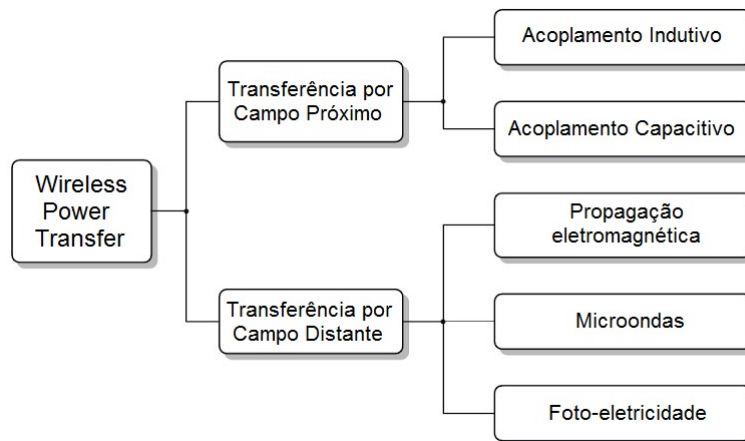 Wireless
Power
Transfer
Transferência por
Campo Próximo
Acoplamento Indutivo
Acoplamento Capacitivo
Transferência por
Campo Distante
Propagação
eletromagnética
Microondas
Foto-eletricidade